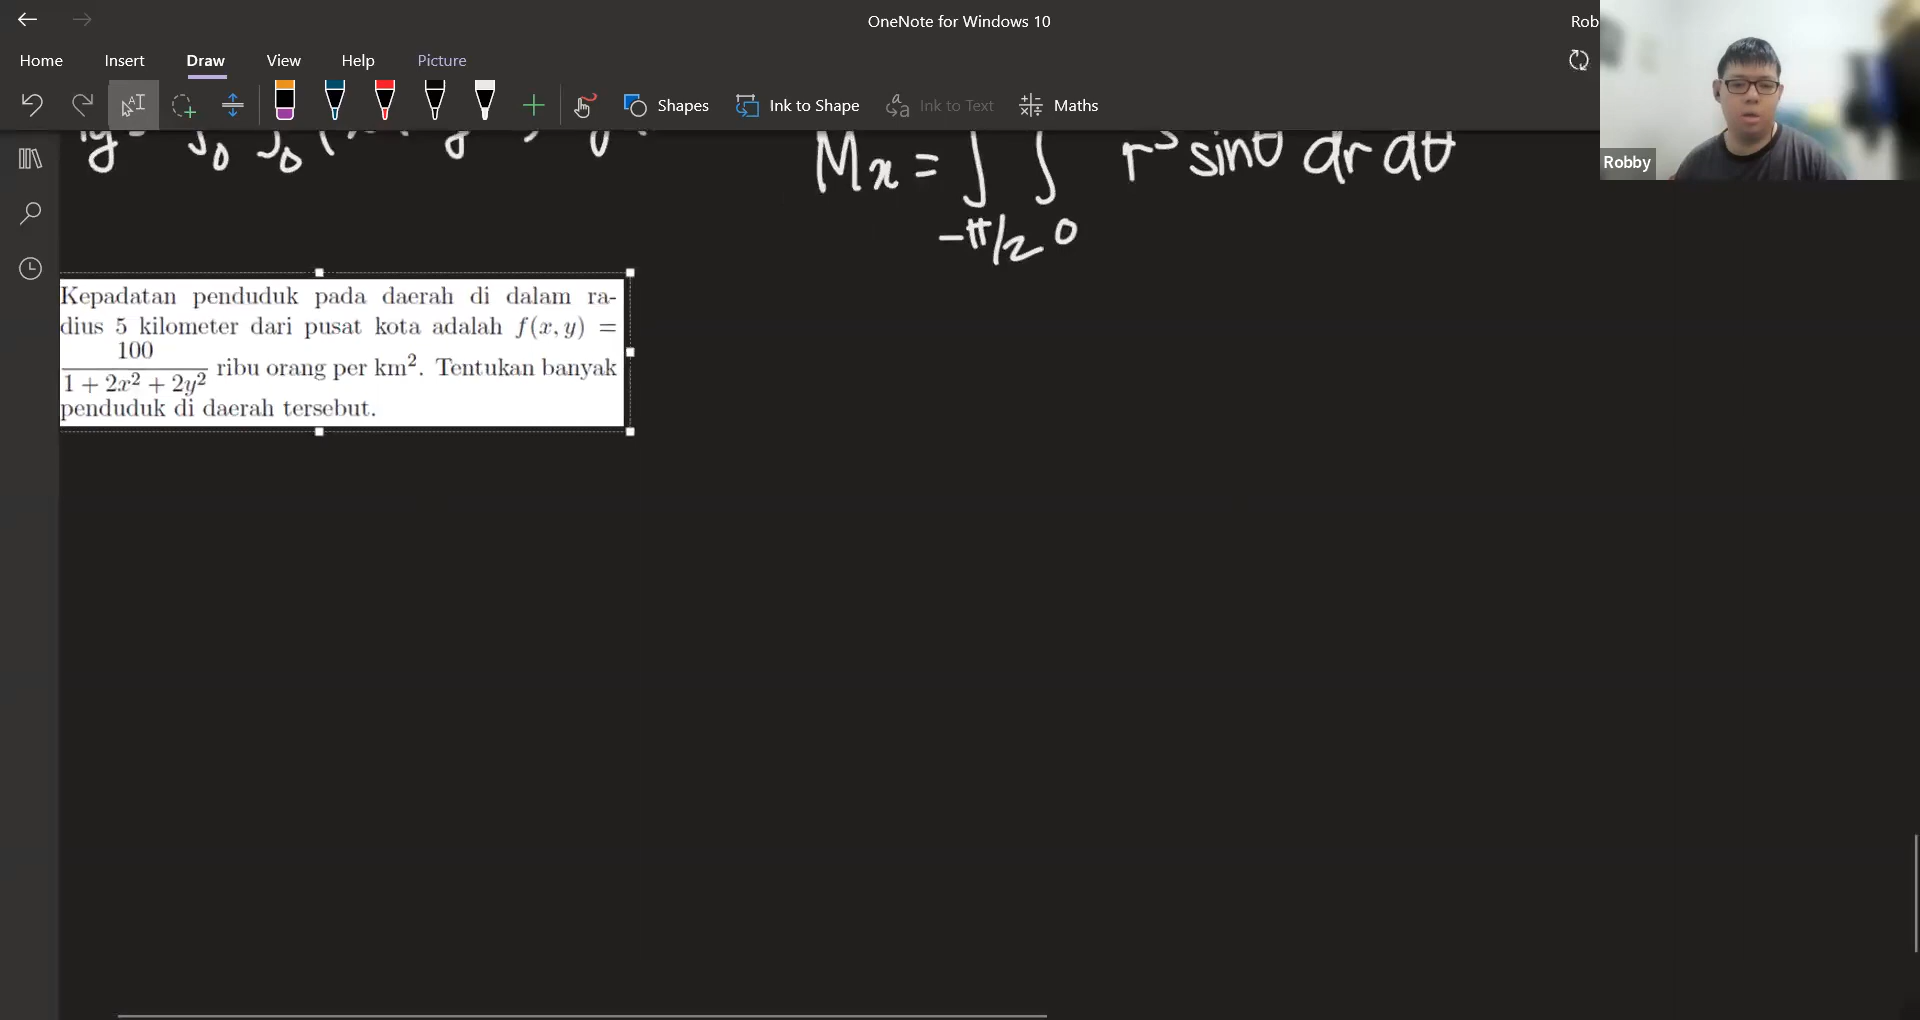 OneNote for Windows 10
Rob
Home Insert Draw View Help Picture
Shapes Ink to Shape Ink to Text Maths
Robby
Mx = ∫ ∫ r³ sinθ dr dθ
-π/2 0
Kepadatan penduduk pada daerah di dalam ra-
dius 5 kilometer dari pusat kota adalah f(x, y) =
100
1 + 2x² + 2y² ribu orang per km². Tentukan banyak
penduduk di daerah tersebut.